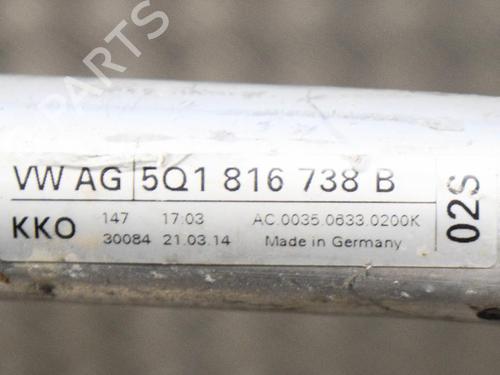 VW AG 5Q1 816 738 B
KKO 147 17:03 AC.0035.0633.0200K
30084 21.03.14 Made in Germany
02S
PARTS